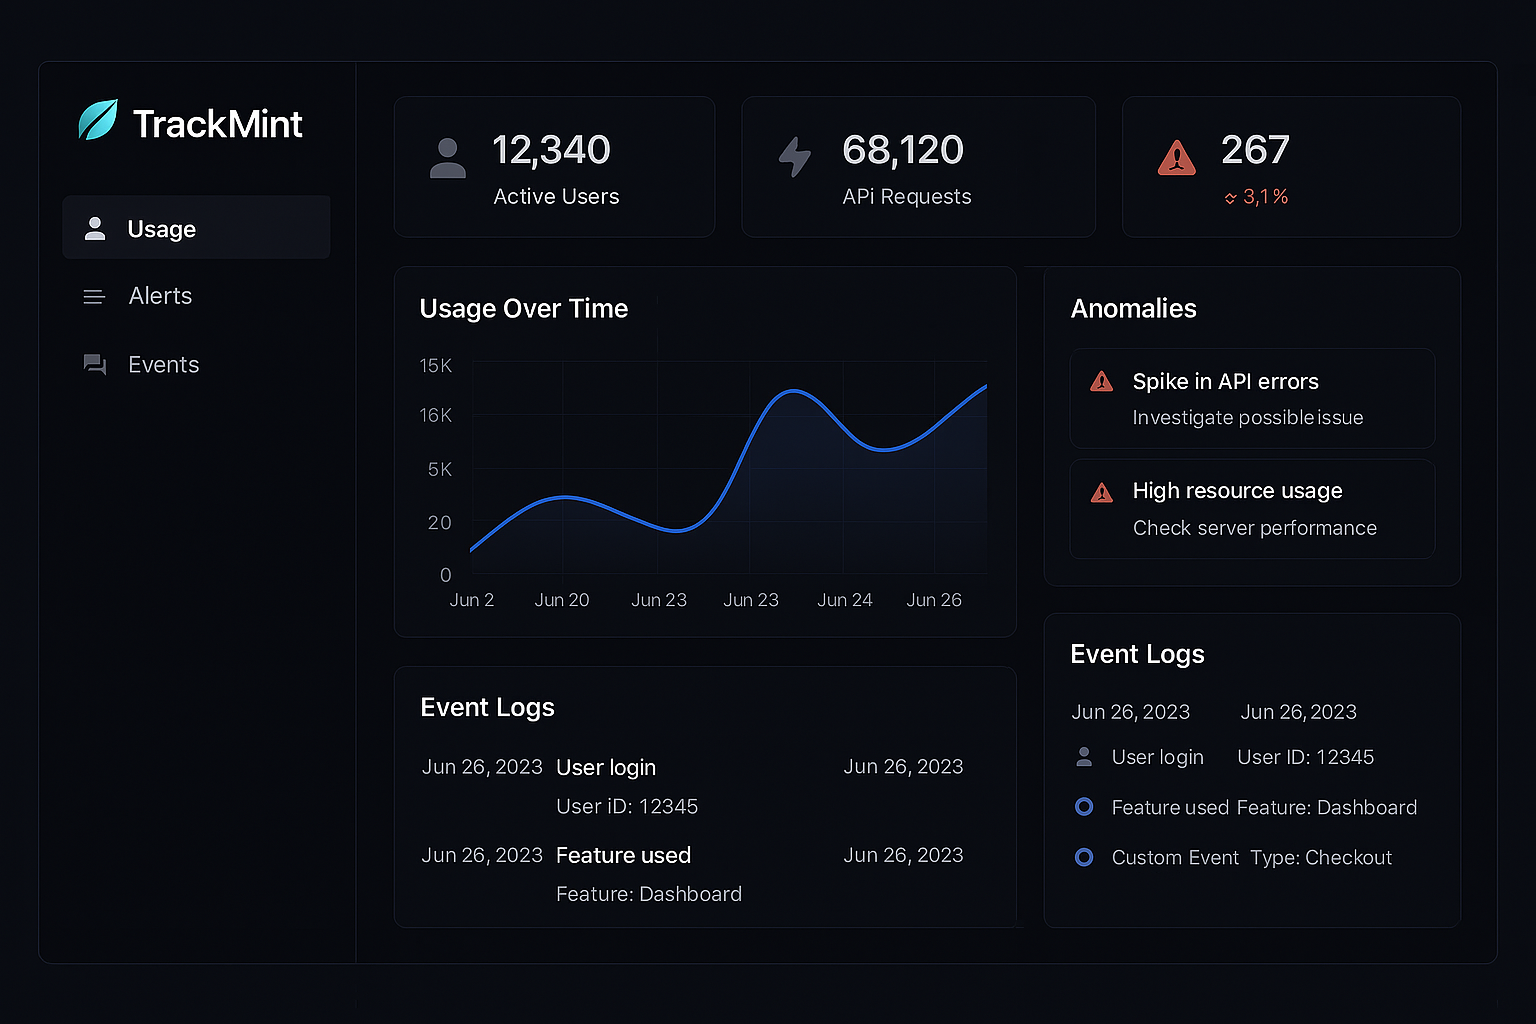 TrackMint
Usage
Alerts
Events
12,340
Active Users
68,120
APi Requests
267
3,1%
Usage Over Time
15K
16K
5K
20
0
Jun 2 Jun 20 Jun 23 Jun 23 Jun 24 Jun 26
Anomalies
Spike in API errors
Investigate possible issue
High resource usage
Check server performance
Event Logs
Jun 26, 2023 User login Jun 26, 2023
User iD: 12345
Jun 26, 2023 Feature used Jun 26, 2023
Feature: Dashboard
Event Logs
Jun 26, 2023 Jun 26, 2023
User login User ID: 12345
Feature used Feature: Dashboard
Custom Event Type: Checkout